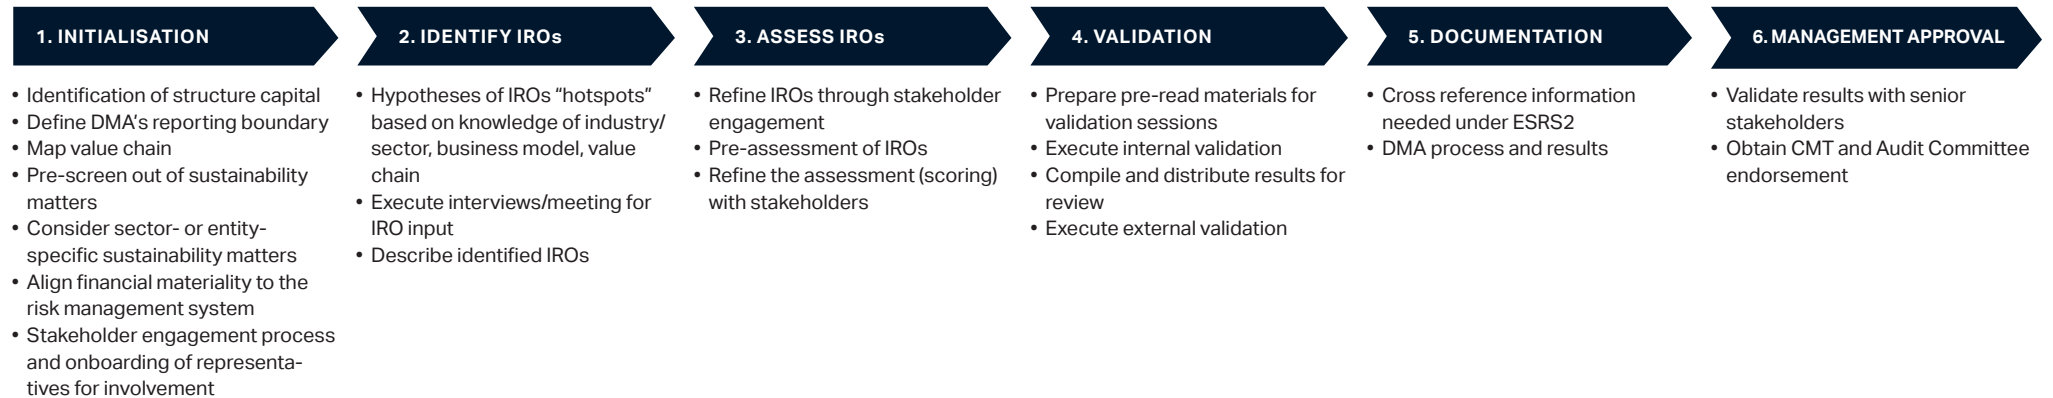 1. INITIALISATION
• Identification of structure capital
• Define DMA's reporting boundary
• Map value chain
• Pre-screen out of sustainability
matters
• Consider sector- or entity-
specific sustainability matters
• Align financial materiality to the
risk management system
• Stakeholder engagement process
and onboarding of representa-
tives for involvement
2. IDENTIFY IROs
• Hypotheses of IROs “hotspots”
based on knowledge of industry/
sector, business model, value
chain
• Execute interviews/meeting for
IRO input
• Describe identified IROs
3. ASSESS IROs
• Refine IROs through stakeholder
engagement
• Pre-assessment of IROs
• Refine the assessment (scoring)
with stakeholders
4. VALIDATION
• Prepare pre-read materials for
validation sessions
• Execute internal validation
• Compile and distribute results for
review
• Execute external validation
5. DOCUMENTATION
• Cross reference information
needed under ESRS2
• DMA process and results
6. MANAGEMENT APPROVAL
• Validate results with senior
stakeholders
• Obtain CMT and Audit Committee
endorsement